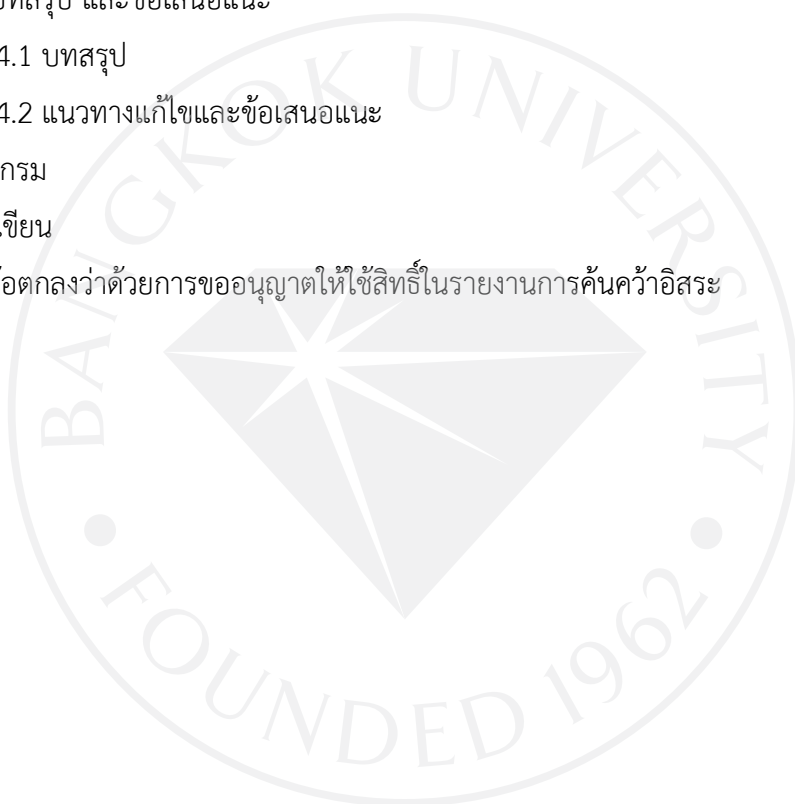 บทสรุป และข้อเสนอแนะ
4.1 บทสรุป
4.2 แนวทางแก้ไขและข้อเสนอแนะ
กรม
เขียน
้อตกลงว่าด้วยการขออนุญาตให้ใช้สิทธิ์ในรายงานการค้นคว้าอิสระ
BANGKOK UNIVERSITY
FOUNDED 1962